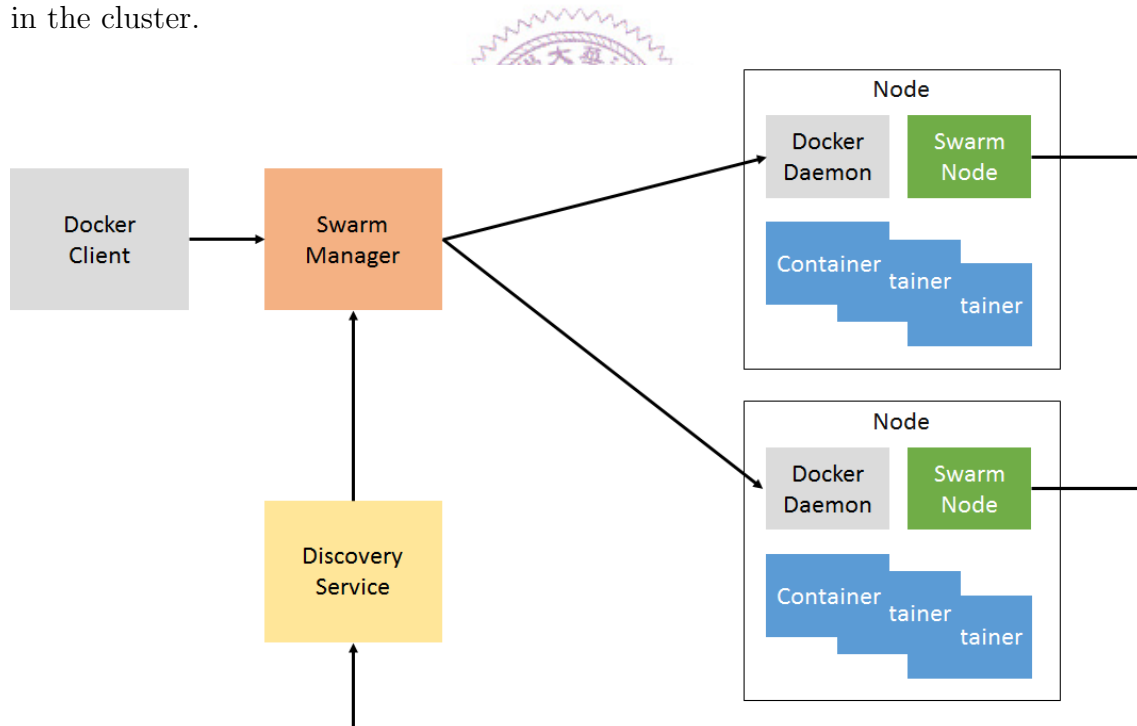 in the cluster.
大
Node
Docker
Daemon
Swarm
Node
Docker
Client
Swarm
Manager
Container
tainer
tainer
Node
Docker
Daemon
Swarm
Node
Discovery
Service
Container
tainer
tainer